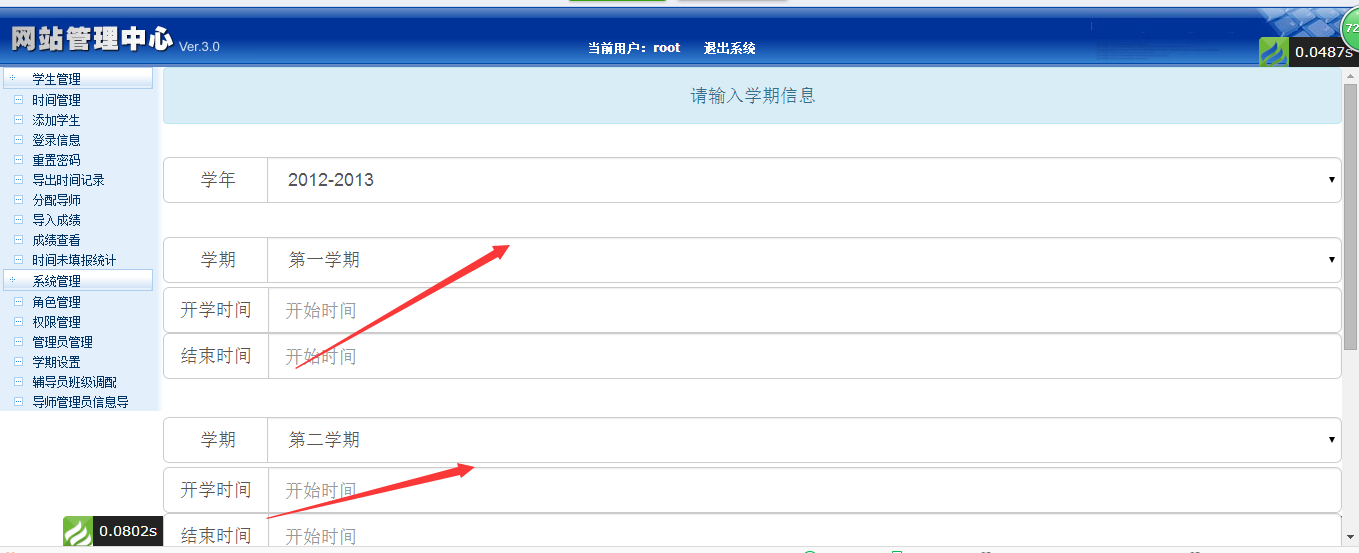 网站管理中心 Ver.3.0
当前用户：root 退出系统
72
0.0487s
学生管理
时间管理
添加学生
登录信息
重置密码
导出时间记录
分配导师
导入成绩
成绩查看
时间未填报统计
系统管理
角色管理
权限管理
管理员管理
学期设置
辅导员班级调配
导师管理员信息导
请输入学期信息
学年 2012-2013
学期 第一学期
开学时间 开始时间
结束时间 开始时间
学期 第二学期
开学时间 开始时间
结束时间 开始时间
0.0802s